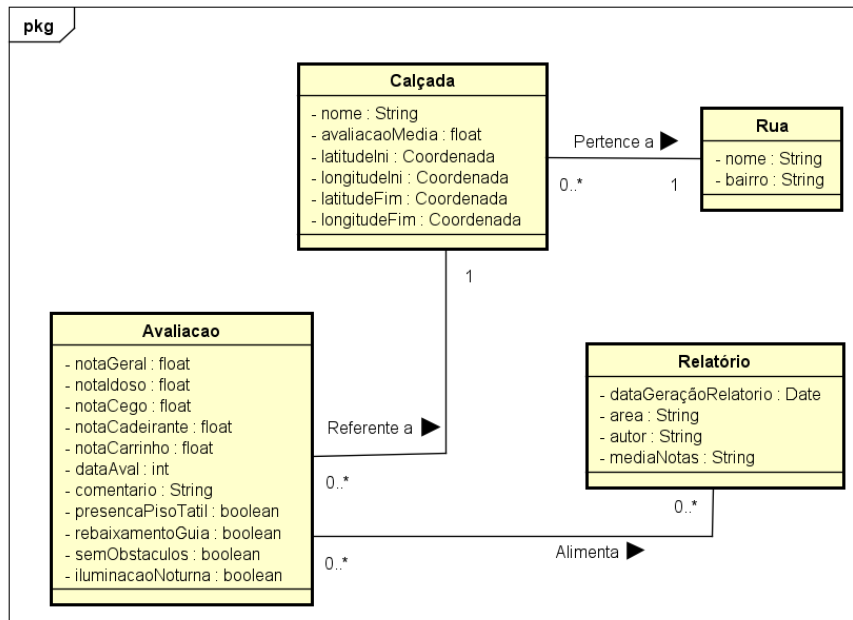 pkg
Calçada
- nome : String
- avaliacaoMedia : float
- latitudeIni : Coordenada
- longitudeIni : Coordenada
- latitudeFim : Coordenada
- longitudeFim : Coordenada
Pertence a
0..*
1
Rua
- nome : String
- bairro : String
1
Avaliacao
- notaGeral : float
- notaIdoso : float
- notaCego : float
- notaCadeirante : float
- notaCarrinho : float
- dataAval : int
- comentario : String
- presencaPisoTatil : boolean
- rebaixamentoGuia : boolean
- semObstaculos : boolean
- iluminacaoNoturna : boolean
Referente a
0..*
Relatório
- dataGeraçãoRelatorio : Date
- area : String
- autor : String
- mediaNotas : String
0..*
0..*
Alimenta